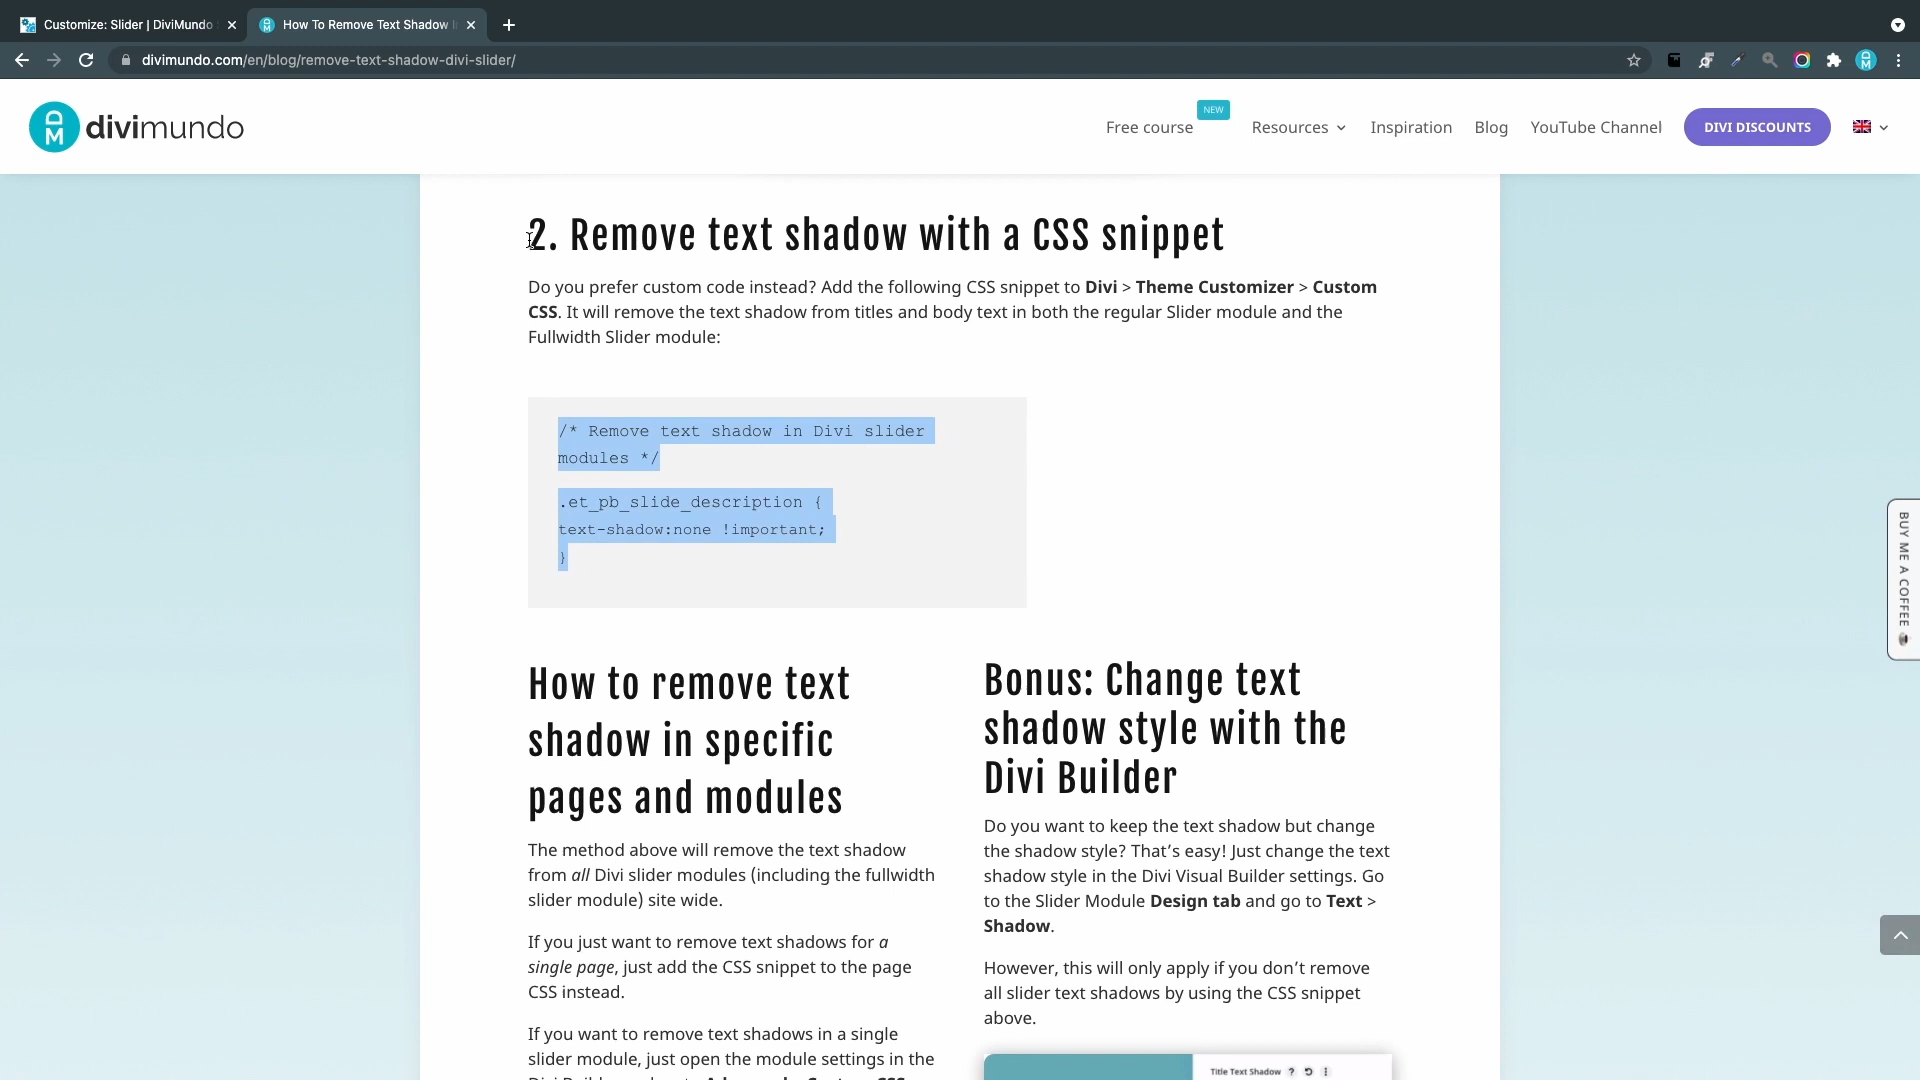 Customize: Slider | DiviMundo
How To Remove Text Shadow I
divimundo.com/en/blog/remove-text-shadow-divi-slider/
DM
divimundo
Free course
NEW
Resources
Inspiration
Blog
YouTube Channel
DIVI DISCOUNTS
2. Remove text shadow with a CSS snippet
Do you prefer custom code instead? Add the following CSS snippet to Divi > Theme Customizer > Custom
CSS. It will remove the text shadow from titles and body text in both the regular Slider module and the
Fullwidth Slider module:
/* Remove text shadow in Divi slider
modules */
.et_pb_slide_description {
text-shadow:none !important;
}
BUY ME A COFFEE
How to remove text
shadow in specific
pages and modules
The method above will remove the text shadow
from all Divi slider modules (including the fullwidth
slider module) site wide.
If you just want to remove text shadows for a
single page, just add the CSS snippet to the page
CSS instead.
If you want to remove text shadows in a single
slider module, just open the module settings in the
Bonus: Change text
shadow style with the
Divi Builder
Do you want to keep the text shadow but change
the shadow style? That’s easy! Just change the text
shadow style in the Divi Visual Builder settings. Go
to the Slider Module Design tab and go to Text >
Shadow.
However, this will only apply if you don’t remove
all slider text shadows by using the CSS snippet
above.
Title Text Shadow